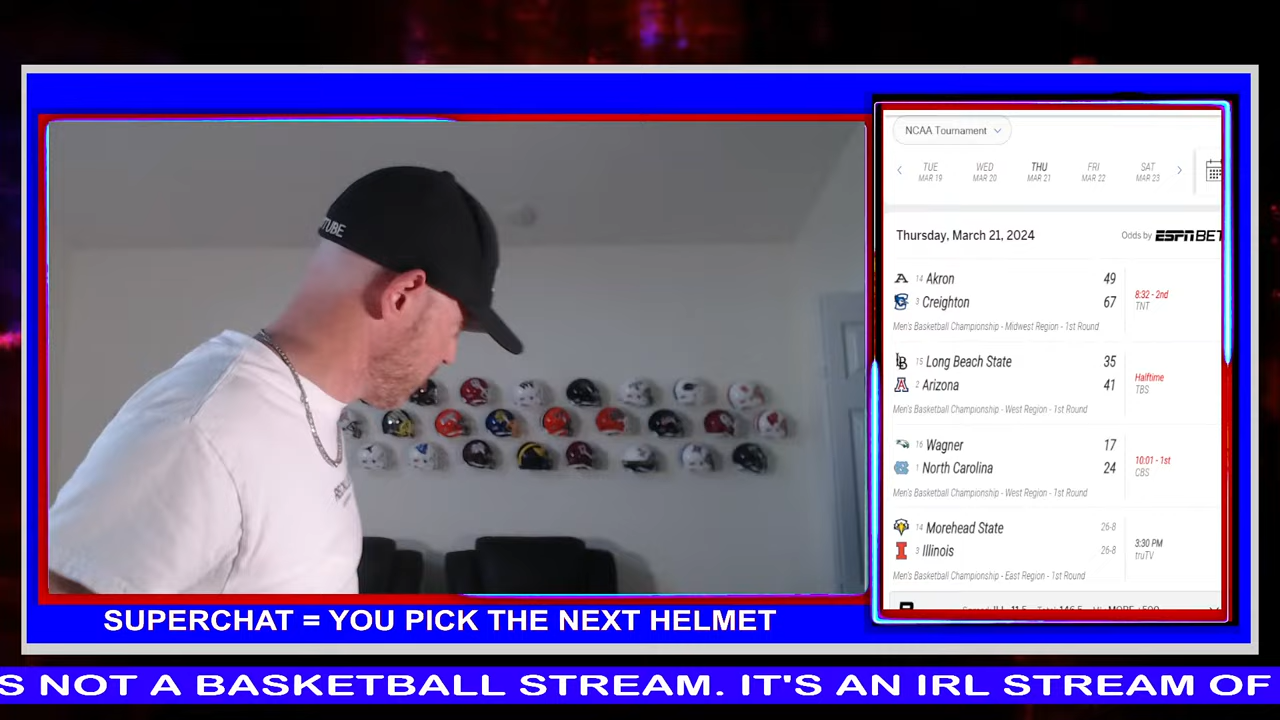 TUBE
NCAA Tournament
TUE WED THU FRI SAT
MAR 19 MAR 20 MAR 21 MAR 22 MAR 23
Thursday, March 21, 2024
Odds by ESPN BET
14 Akron 49
3 Creighton 67
8:32 - 2nd
TNT
Men's Basketball Championship - Midwest Region - 1st Round
15 Long Beach State 35
2 Arizona 41
Halftime
TBS
Men's Basketball Championship - West Region - 1st Round
16 Wagner 17
1 North Carolina 24
10:01 - 1st
CBS
Men's Basketball Championship - West Region - 1st Round
14 Morehead State 26-8
3 Illinois 26-8
3:30 PM
truTV
Men's Basketball Championship - East Region - 1st Round
SUPERCHAT = YOU PICK THE NEXT HELMET
S NOT A BASKETBALL STREAM. IT'S AN IRL STREAM OF